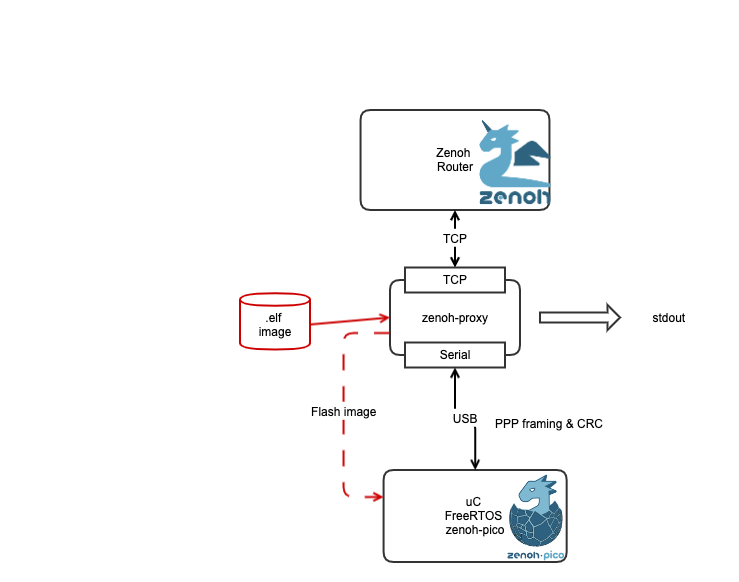 Zenoh
Router
zenoh
TCP
TCP
.elf
image
zenoh-proxy
stdout
Serial
Flash image
USB
PPP framing & CRC
uC
FreeRTOS
zenoh-pico
zenoh·pico